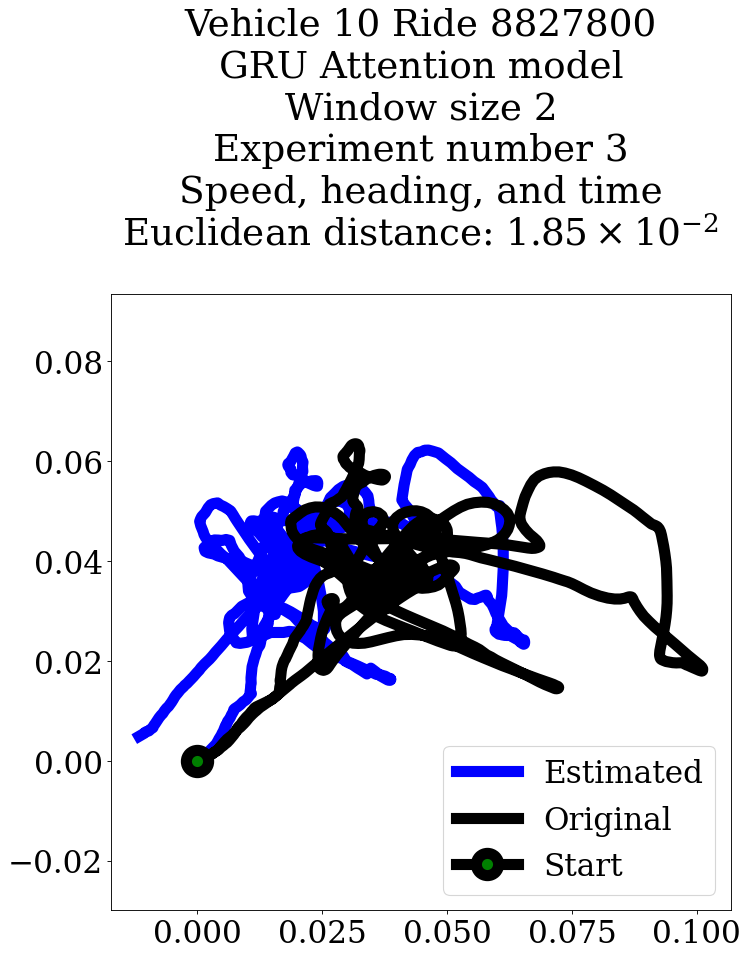 Vehicle 10 Ride 8827800
GRU Attention model
Window size 2
Experiment number 3
Speed, heading, and time
Euclidean distance: 1.85 × 10⁻²
0.08
0.06
0.04
0.02
0.00
−0.02
Estimated
Original
Start
0.000 0.025 0.050 0.075 0.100